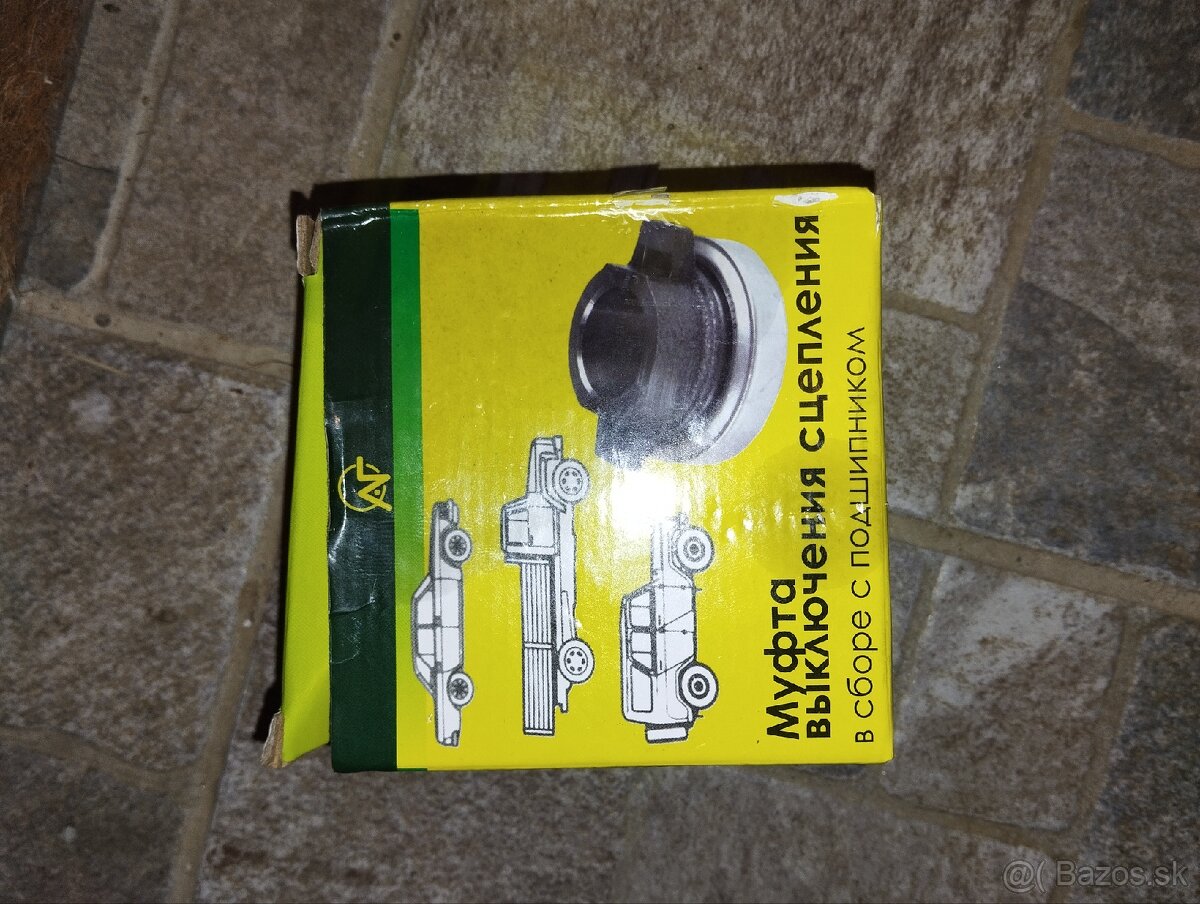 Муфта
выключения сцепления
в сборе с подшипником
@( Bazos.sk